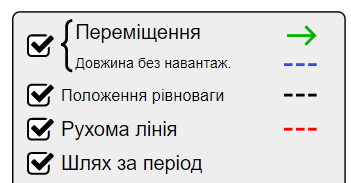 Переміщення
Довжина без навантаж.
Положення рівноваги
Рухома лінія
Шлях за період